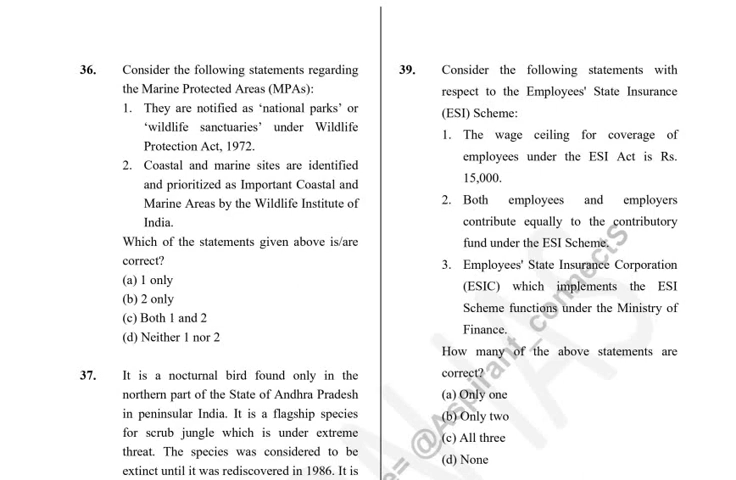 36. Consider the following statements regarding
the Marine Protected Areas (MPAs):
1. They are notified as ‘national parks’ or
‘wildlife sanctuaries’ under Wildlife
Protection Act, 1972.
2. Coastal and marine sites are identified
and prioritized as Important Coastal and
Marine Areas by the Wildlife Institute of
India.
Which of the statements given above is/are
correct?
(a) 1 only
(b) 2 only
(c) Both 1 and 2
(d) Neither 1 nor 2
37. It is a nocturnal bird found only in the
northern part of the State of Andhra Pradesh
in peninsular India. It is a flagship species
for scrub jungle which is under extreme
threat. The species was considered to be
extinct until it was rediscovered in 1986. It is
39. Consider the following statements with
respect to the Employees' State Insurance
(ESI) Scheme:
1. The wage ceiling for coverage of
employees under the ESI Act is Rs.
15,000.
2. Both employees and employers
contribute equally to the contributory
fund under the ESI Scheme.
3. Employees' State Insurance Corporation
(ESIC) which implements the ESI
Scheme functions under the Ministry of
Finance.
How many of the above statements are
correct?
(a) Only one
(b) Only two
(c) All three
(d) None
@Aspirant_connects